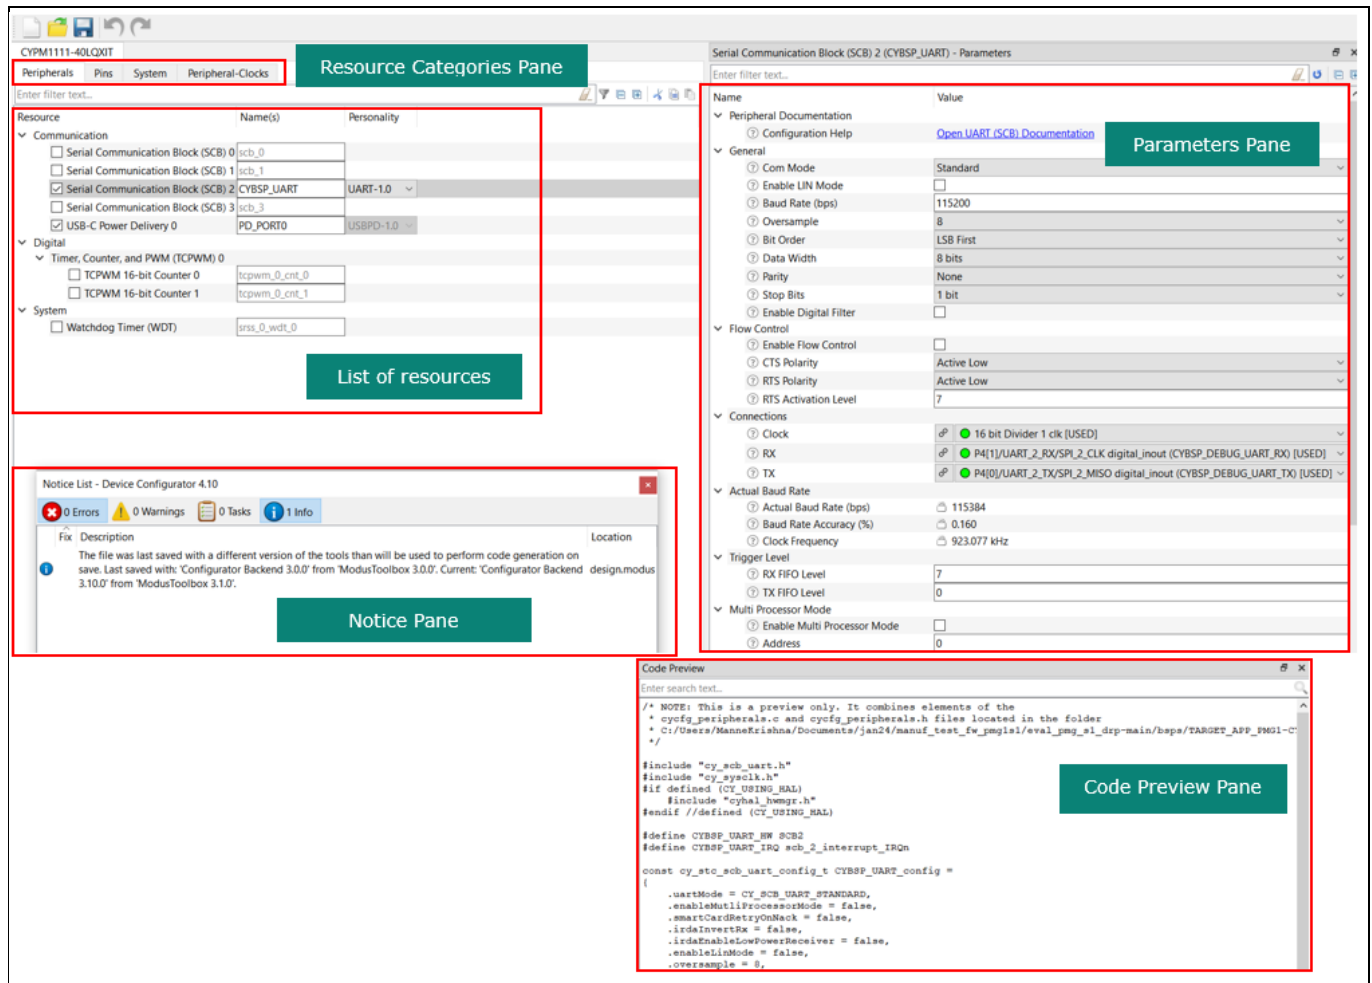 CYPM1111-40LQXIT
Peripherals Pins System Peripheral-Clocks
Resource Categories Pane
Enter filter text...
Resource Name(s) Personality
Communication
Serial Communication Block (SCB) 0 scb_0
Serial Communication Block (SCB) 1 scb_1
Serial Communication Block (SCB) 2 CYBSP_UART UART-1.0
Serial Communication Block (SCB) 3 scb_3
USB-C Power Delivery 0 PD_PORT0 USBPD-1.0
Digital
Timer, Counter, and PWM (TCPWM) 0
TCPWM 16-bit Counter 0 tcpwm_0_cnt_0
TCPWM 16-bit Counter 1 tcpwm_0_cnt_1
System
Watchdog Timer (WDT) srss_0_wdt_0
List of resources
Notice List - Device Configurator 4.10
0 Errors 0 Warnings 0 Tasks 1 Info
Fix Description Location
The file was last saved with a different version of the tools than will be used to perform code generation on
save. Last saved with: 'Configurator Backend 3.0.0' from 'ModusToolbox 3.0.0'. Current: 'Configurator Backend design.modus
3.10.0' from 'ModusToolbox 3.1.0'.
Notice Pane
Serial Communication Block (SCB) 2 (CYBSP_UART) - Parameters
Enter filter text...
Name Value
Peripheral Documentation
Configuration Help Open UART (SCB) Documentation
Parameters Pane
General
Com Mode Standard
Enable LIN Mode
Baud Rate (bps) 115200
Oversample 8
Bit Order LSB First
Data Width 8 bits
Parity None
Stop Bits 1 bit
Enable Digital Filter
Flow Control
Enable Flow Control
CTS Polarity Active Low
RTS Polarity Active Low
RTS Activation Level 7
Connections
Clock 16 bit Divider 1 clk [USED]
RX P4[1]/UART_2_RX/SPI_2_CLK digital_inout (CYBSP_DEBUG_UART_RX) [USED]
TX P4[0]/UART_2_TX/SPI_2_MISO digital_inout (CYBSP_DEBUG_UART_TX) [USED]
Actual Baud Rate
Actual Baud Rate (bps) 115384
Baud Rate Accuracy (%) 0.160
Clock Frequency 923.077 kHz
Trigger Level
RX FIFO Level 7
TX FIFO Level 0
Multi Processor Mode
Enable Multi Processor Mode
Address 0
Code Preview
Enter search text...
/* NOTE: This is a preview only. It combines elements of the
* cycfg_peripherals.c and cycfg_peripherals.h files located in the folder
* C:/Users/ManneKrishna/Documents/jan24/manuf_test_fw_pmg1s1/eval_pmg_s1_drp-main/bsps/TARGET_APP_PMG1-C
*/
#include "cy_scb_uart.h"
#include "cy_sysclk.h"
#if defined (CY_USING_HAL)
#include "cyhal_hwmgr.h"
#endif //defined (CY_USING_HAL)
#define CYBSP_UART_HW SCB2
#define CYBSP_UART_IRQ scb_2_interrupt_IRQn
const cy_stc_scb_uart_config_t CYBSP_UART_config =
{
.uartMode = CY_SCB_UART_STANDARD,
.enableMutliProcessorMode = false,
.smartCardRetryOnNack = false,
.irdaInvertRx = false,
.irdaEnableLowPowerReceiver = false,
.enableLinMode = false,
.oversample = 8,
Code Preview Pane